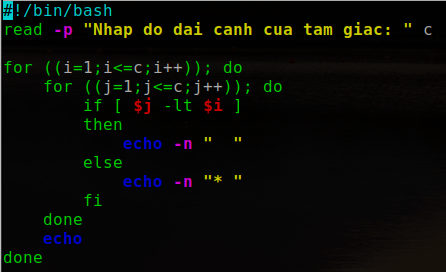 #!/bin/bash
read -p "Nhap do dai canh cua tam giac: " c

for ((i=1;i<=c;i++)); do
    for ((j=1;j<=c;j++)); do
        if [ $j -lt $i ]
        then
            echo -n "  "
        else
            echo -n "* "
        fi
    done
    echo
done